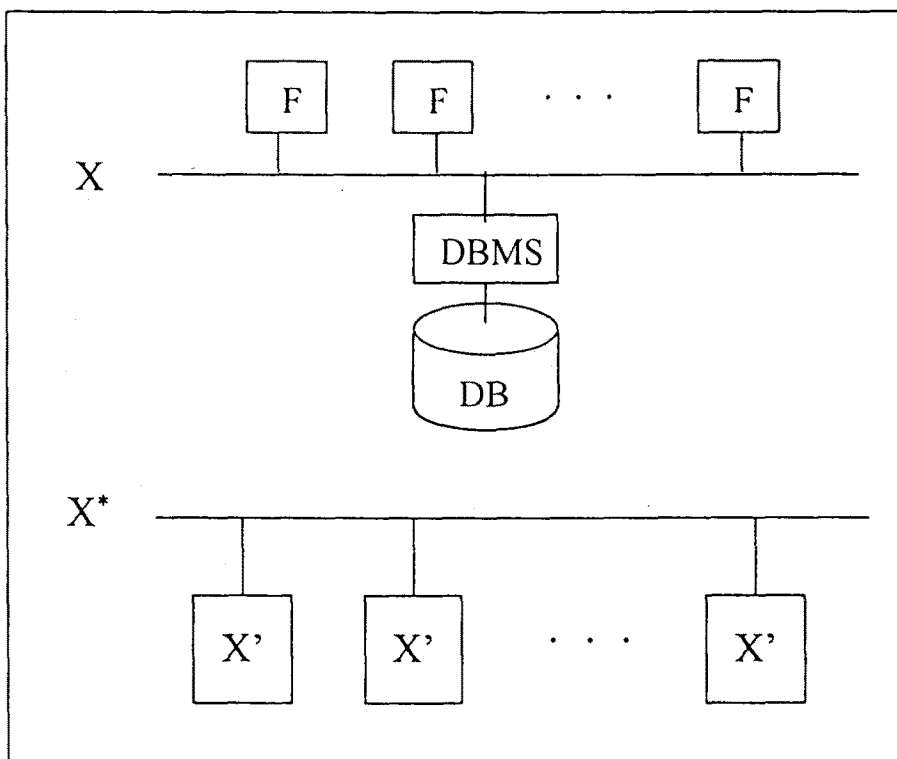 F F · · · F
X
DBMS
DB
X*
X’ X’ · · · X’